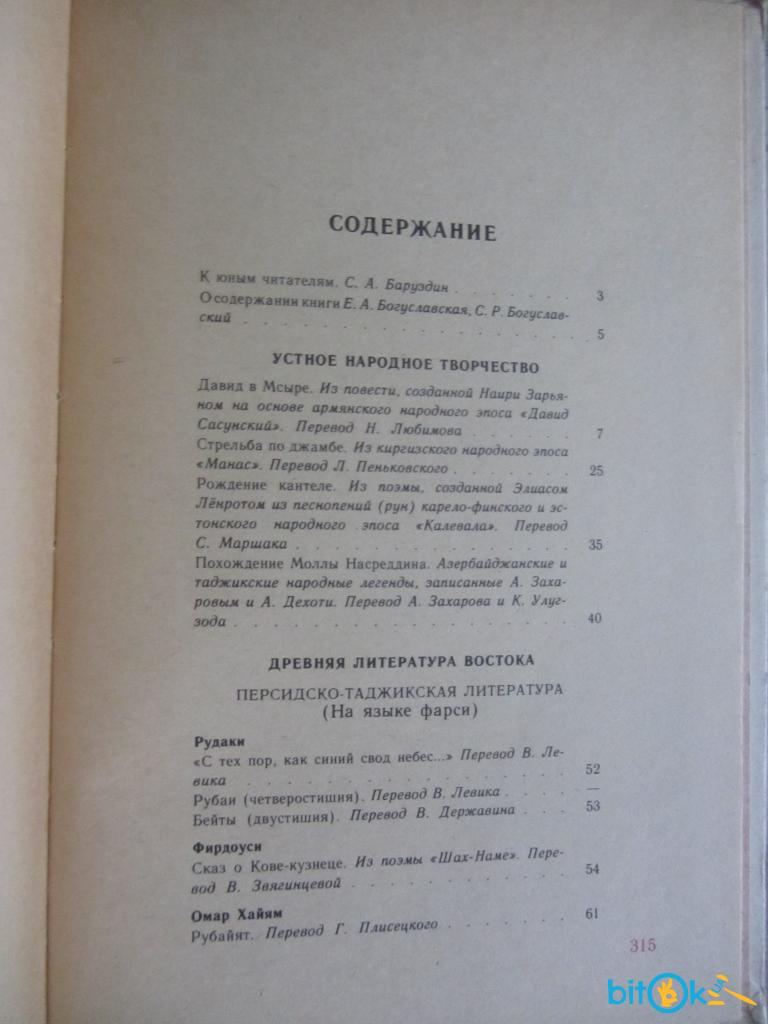 СОДЕРЖАНИЕ
К юным читателям. С. А. Баруздин . . . . . . . 3
О содержании книги Е. А. Богуславская, С. Р. Богуслав-
ский . . . . . . . . . . . . . . . . . 5
УСТНОЕ НАРОДНОЕ ТВОРЧЕСТВО
Давид в Мсыре. Из повести, созданной Наири Зарья-
ном на основе армянского народного эпоса «Давид
Сасунский». Перевод Н. Любимова . . . . . . 7
Стрельба по джамбе. Из киргизского народного эпоса
«Манас». Перевод Л. Пеньковского . . . . . . 25
Рождение кантеле. Из поэмы, созданной Элиасом
Лёнротом из песнопений (рун) карело-финского и эс-
тонского народного эпоса «Калевала». Перевод
С. Маршака . . . . . . . . . . . . . . 35
Похождение Моллы Насреддина. Азербайджанские и
таджикские народные легенды, записанные А. Заха-
ровым и А. Дехоти. Перевод А. Захарова и К. Улуг-
зода . . . . . . . . . . . . . . . . . 40
ДРЕВНЯЯ ЛИТЕРАТУРА ВОСТОКА
ПЕРСИДСКО-ТАДЖИКСКАЯ ЛИТЕРАТУРА
(На языке фарси)
Рудаки
«С тех пор, как синий свод небес...» Перевод В. Ле-
вика . . . . . . . . . . . . . . . . . 52
Рубаи (четверостишия). Перевод В. Левика . . . . —
Бейты (двустишия). Перевод В. Державина . . . . 53
Фирдоуси
Сказ о Кове-кузнеце. Из поэмы «Шах-Наме». Пере-
вод В. Звягинцевой . . . . . . . . . . . 54
Омар Хайям
Рубайят. Перевод Г. Плисецкого . . . . . . . 61
315
bitOk.UA